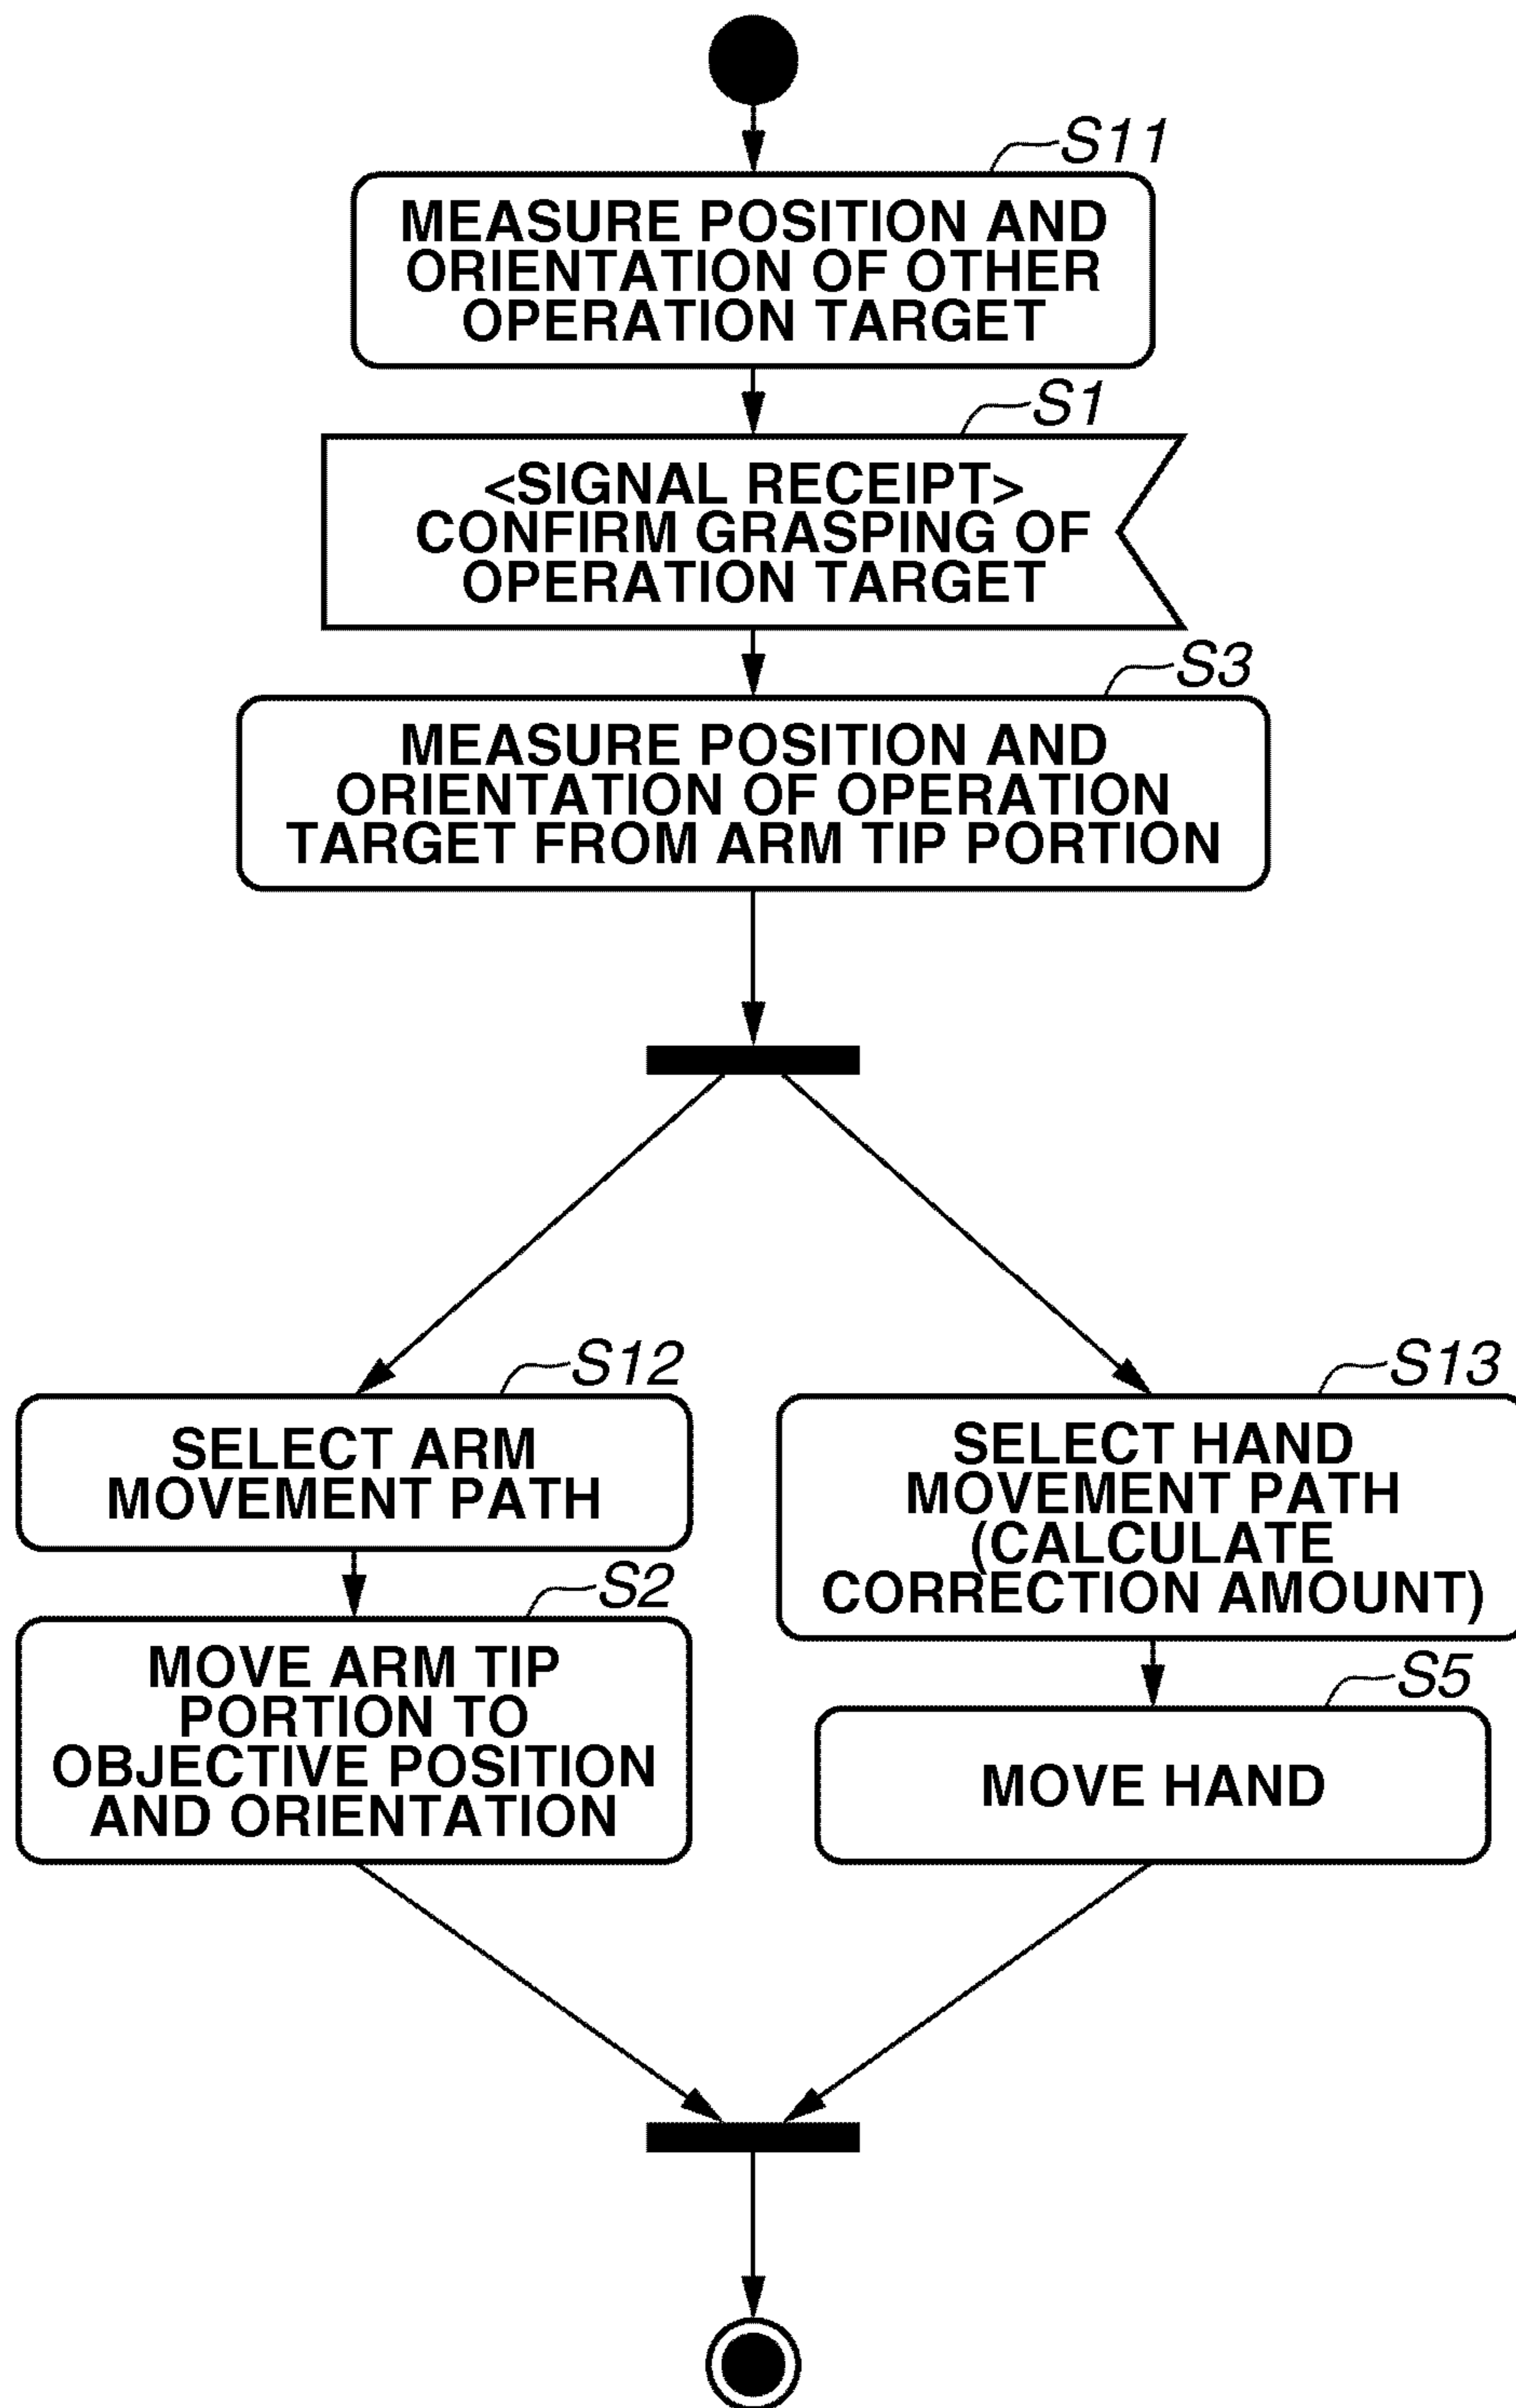 S11
MEASURE POSITION AND
ORIENTATION OF OTHER
OPERATION TARGET
S1
<SIGNAL RECEIPT>
CONFIRM GRASPING OF
OPERATION TARGET
S3
MEASURE POSITION AND
ORIENTATION OF OPERATION
TARGET FROM ARM TIP PORTION
S12
SELECT ARM
MOVEMENT PATH
S2
MOVE ARM TIP
PORTION TO
OBJECTIVE POSITION
AND ORIENTATION
S13
SELECT HAND
MOVEMENT PATH
(CALCULATE
CORRECTION AMOUNT)
S5
MOVE HAND